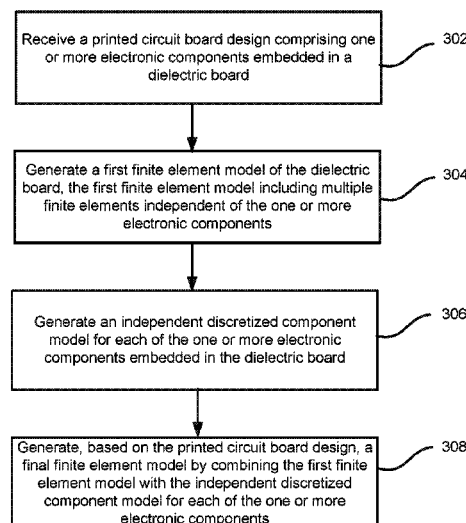 Receive a printed circuit board design comprising one
or more electronic components embedded in a
dielectric board
302
Generate a first finite element model of the dielectric
board, the first finite element model including multiple
finite elements independent of the one or more
electronic components
304
Generate an independent discretized component
model for each of the one or more electronic
components embedded in the dielectric board
306
Generate, based on the printed circuit board design, a
final finite element model by combining the first finite
element model with the independent discretized
component model for each of the one or more
electronic components
308